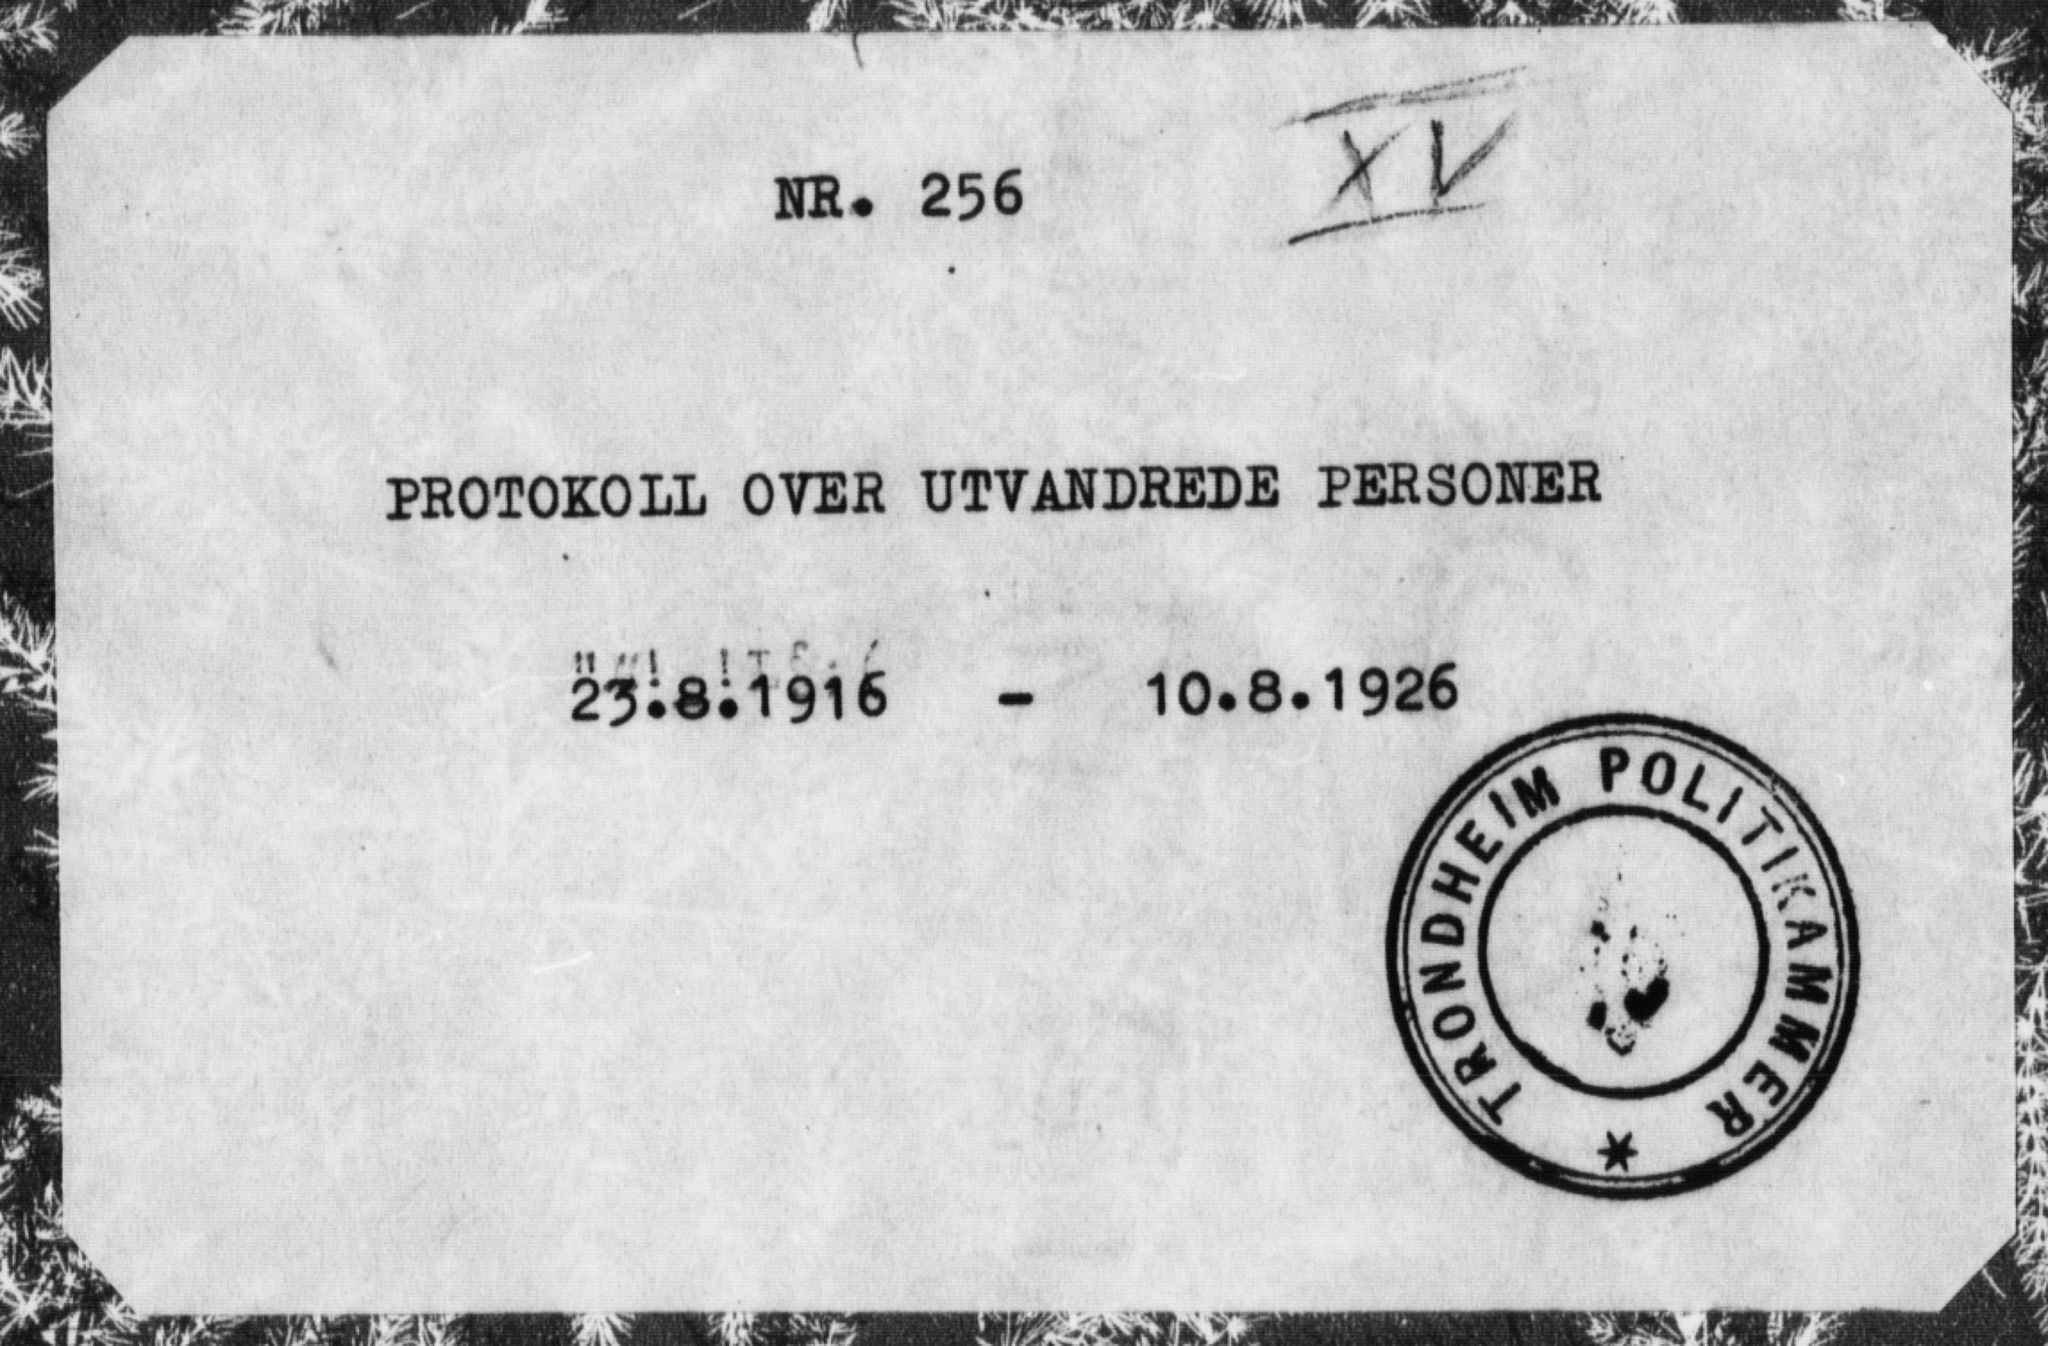 NR. 256
XV
PROTOKOLL OVER UTVANDREDE PERSONER
23.8.1916 - 10.8.1926
TRONDHEIM POLITIKAMMER *